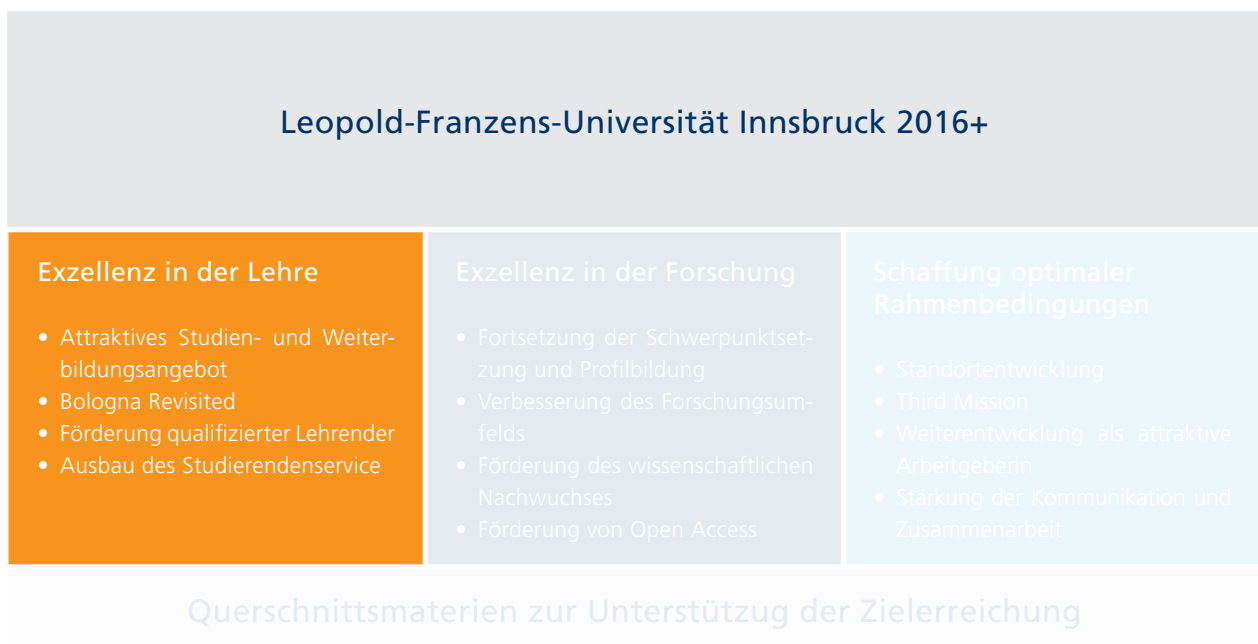 Leopold-Franzens-Universität Innsbruck 2016+
Exzellenz in der Lehre
• Attraktives Studien- und Weiter-
bildungsangebot
• Bologna Revisited
• Förderung qualifizierter Lehrender
• Ausbau des Studierendenservice
Exzellenz in der Forschung
• Fortsetzung der Schwerpunktset-
zung und Profilbildung
• Verbesserung des Forschungsum-
felds
• Förderung des wissenschaftlichen
Nachwuchses
• Förderung von Open Access
Schaffung optimaler
Rahmenbedingungen
• Standortentwicklung
• Third Mission
• Weiterentwicklung als attraktive
Arbeitgeberin
• Stärkung der Kommunikation und
Zusammenarbeit
Querschnittsmaterien zur Unterstützug der Zielerreichung